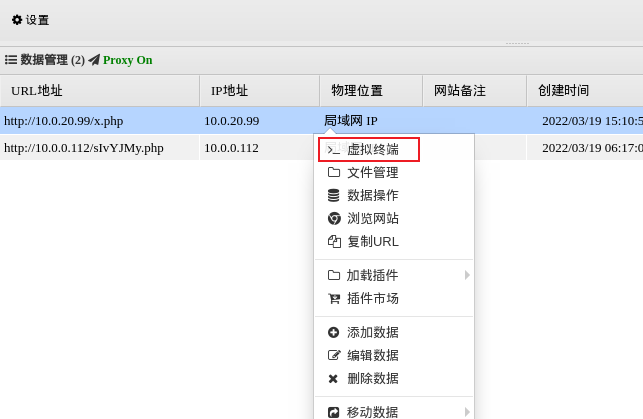 设置
数据管理 (2) Proxy On
URL地址 IP地址 物理位置 网站备注 创建时间
http://10.0.20.99/x.php 10.0.20.99 局域网 IP 2022/03/19 15:10:5
http://10.0.0.112/sIvYJMy.php 10.0.0.112 2022/03/19 06:17:0
虚拟终端
文件管理
数据操作
浏览网站
复制URL
加载插件
插件市场
添加数据
编辑数据
删除数据
移动数据